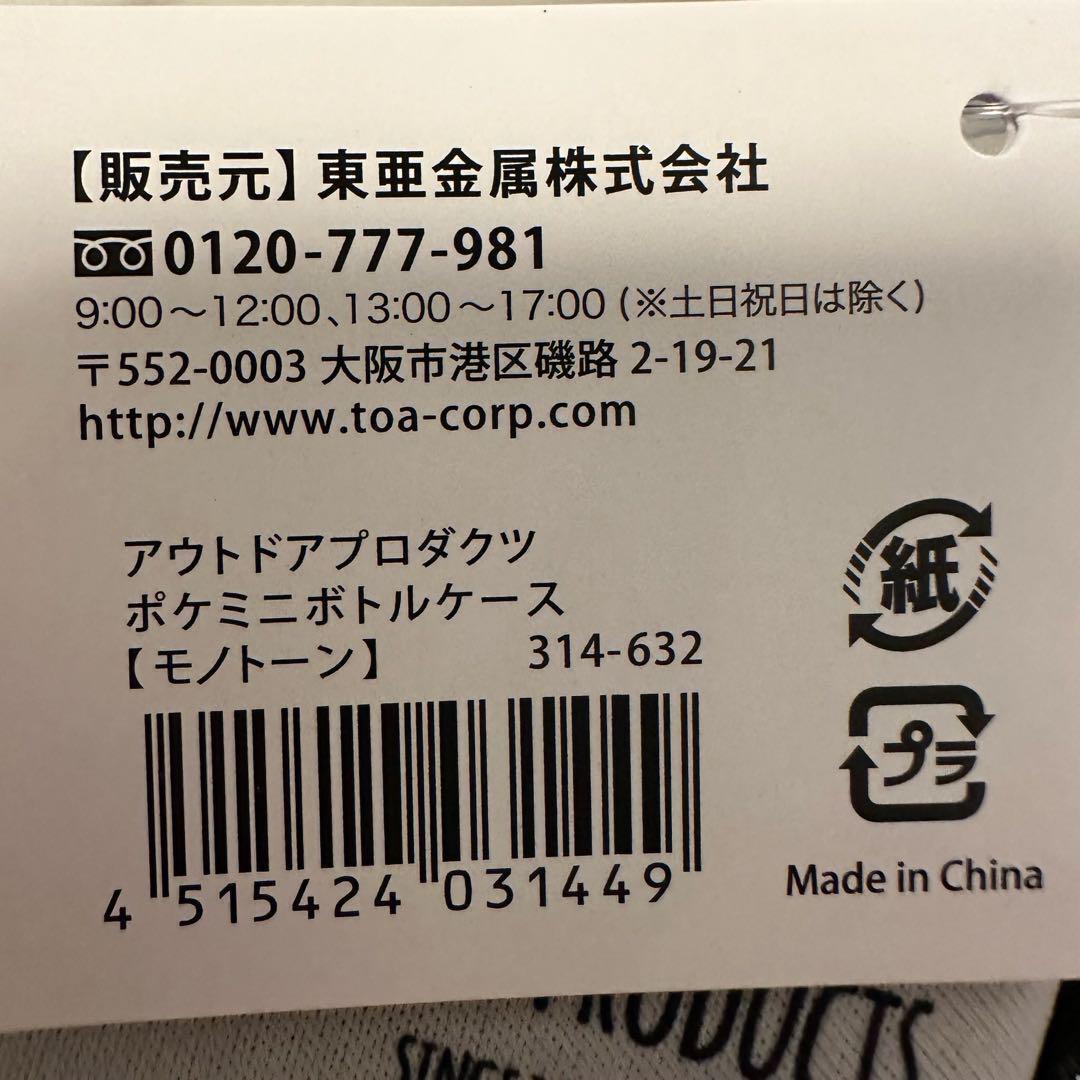 【販売元】東亜金属株式会社
0120-777-981
9:00～12:00、13:00～17:00 (※土日祝日は除く)
〒552-0003 大阪市港区磯路 2-19-21
http://www.toa-corp.com
アウトドアプロダクツ
ポケミニボトルケース
【モノトーン】 314-632
4 515424 031449
紙
プラ
Made in China
PRODUCTS
SINCE